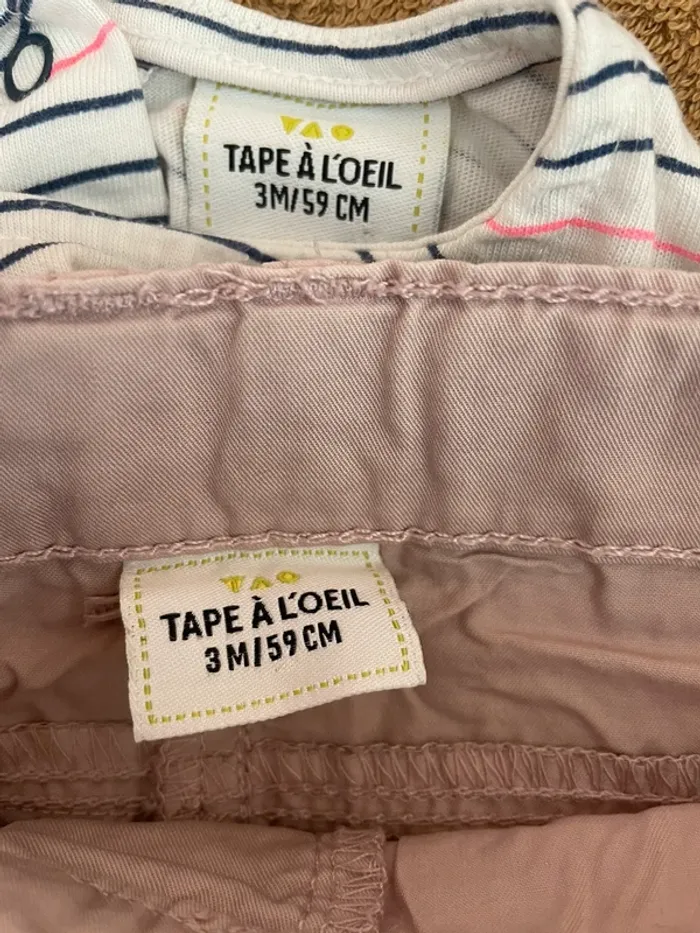 TAO
TAPE À L'OEIL
3M/59 CM
TAO
TAPE À L'OEIL
3M/59 CM